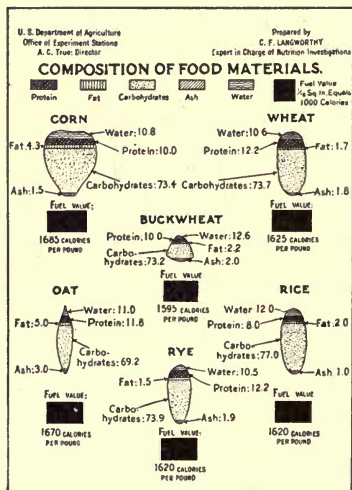 U. S. Department of Agriculture
Office of Experiment Stations
A. C. True: Director
Prepared by
C. F. LANGWORTHY
Expert in Charge of Nutrition Investigations
COMPOSITION OF FOOD MATERIALS.
Protein
Fat
Carbohydrates
Ash
Water
Fuel Value
Sq. In. Equals
1000 Calories
CORN
Water: 10.8
Fat: 4.3
Protein: 10.0
Carbohydrates: 73.4
Ash: 1.5
FUEL VALUE:
1685 CALORIES
PER POUND
WHEAT
Water: 10.6
Fat: 1.7
Protein: 12.2
Carbohydrates: 73.7
Ash: 1.8
FUEL VALUE:
1625 CALORIES
PER POUND
BUCKWHEAT
Protein: 10.0
Water: 12.6
Fat: 2.2
Carbo-
hydrates: 73.2
Ash: 2.0
FUEL VALUE
1595 CALORIES
PER POUND
OAT
Water: 11.0
Fat: 5.0
Protein: 11.8
Carbo-
hydrates: 69.2
Ash: 3.0
FUEL VALUE:
1670 CALORIES
PER POUND
RYE
Water: 10.5
Fat: 1.5
Protein: 12.2
Carbo-
hydrates: 73.9
Ash: 1.9
FUEL VALUE:
1620 CALORIES
PER POUND
RICE
Water 12.0
Protein: 8.0
Fat: 2.0
Carbo-
hydrates: 77.0
Ash 1.0
FUEL VALUE:
1620 CALORIES
PER POUND